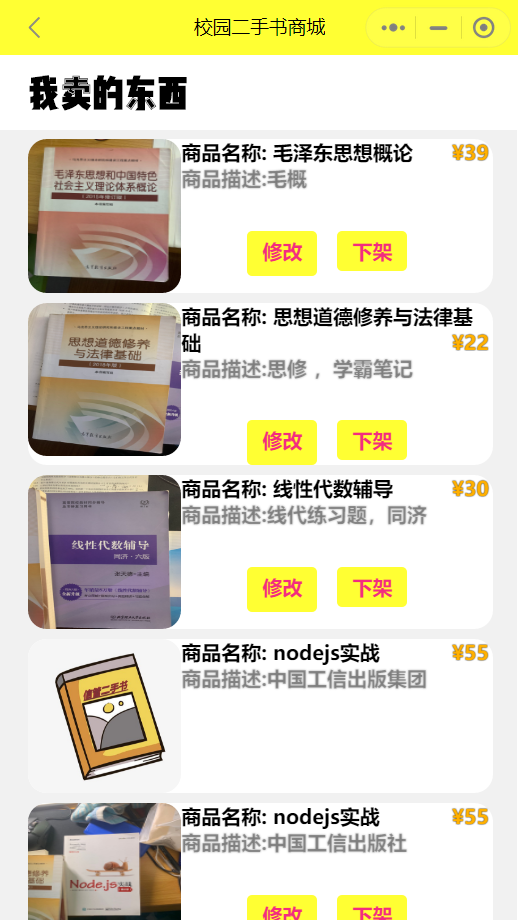 校园二手书商城
我卖的东西
毛泽东思想和中国特色
社会主义理论体系概论
商品名称: 毛泽东思想概论
¥39
商品描述:毛概
修改
下架
思想道德修养
与法律基础
商品名称: 思想道德修养与法律基
础
¥22
商品描述:思修 ，学霸笔记
修改
下架
线性代数辅导
同济·六版
商品名称: 线性代数辅导
¥30
商品描述:线代练习题，同济
修改
下架
信管二手书
商品名称: nodejs实战
¥55
商品描述:中国工信出版集团
Node.js实战
商品名称: nodejs实战
¥55
商品描述:中国工信出版社
修改
下架